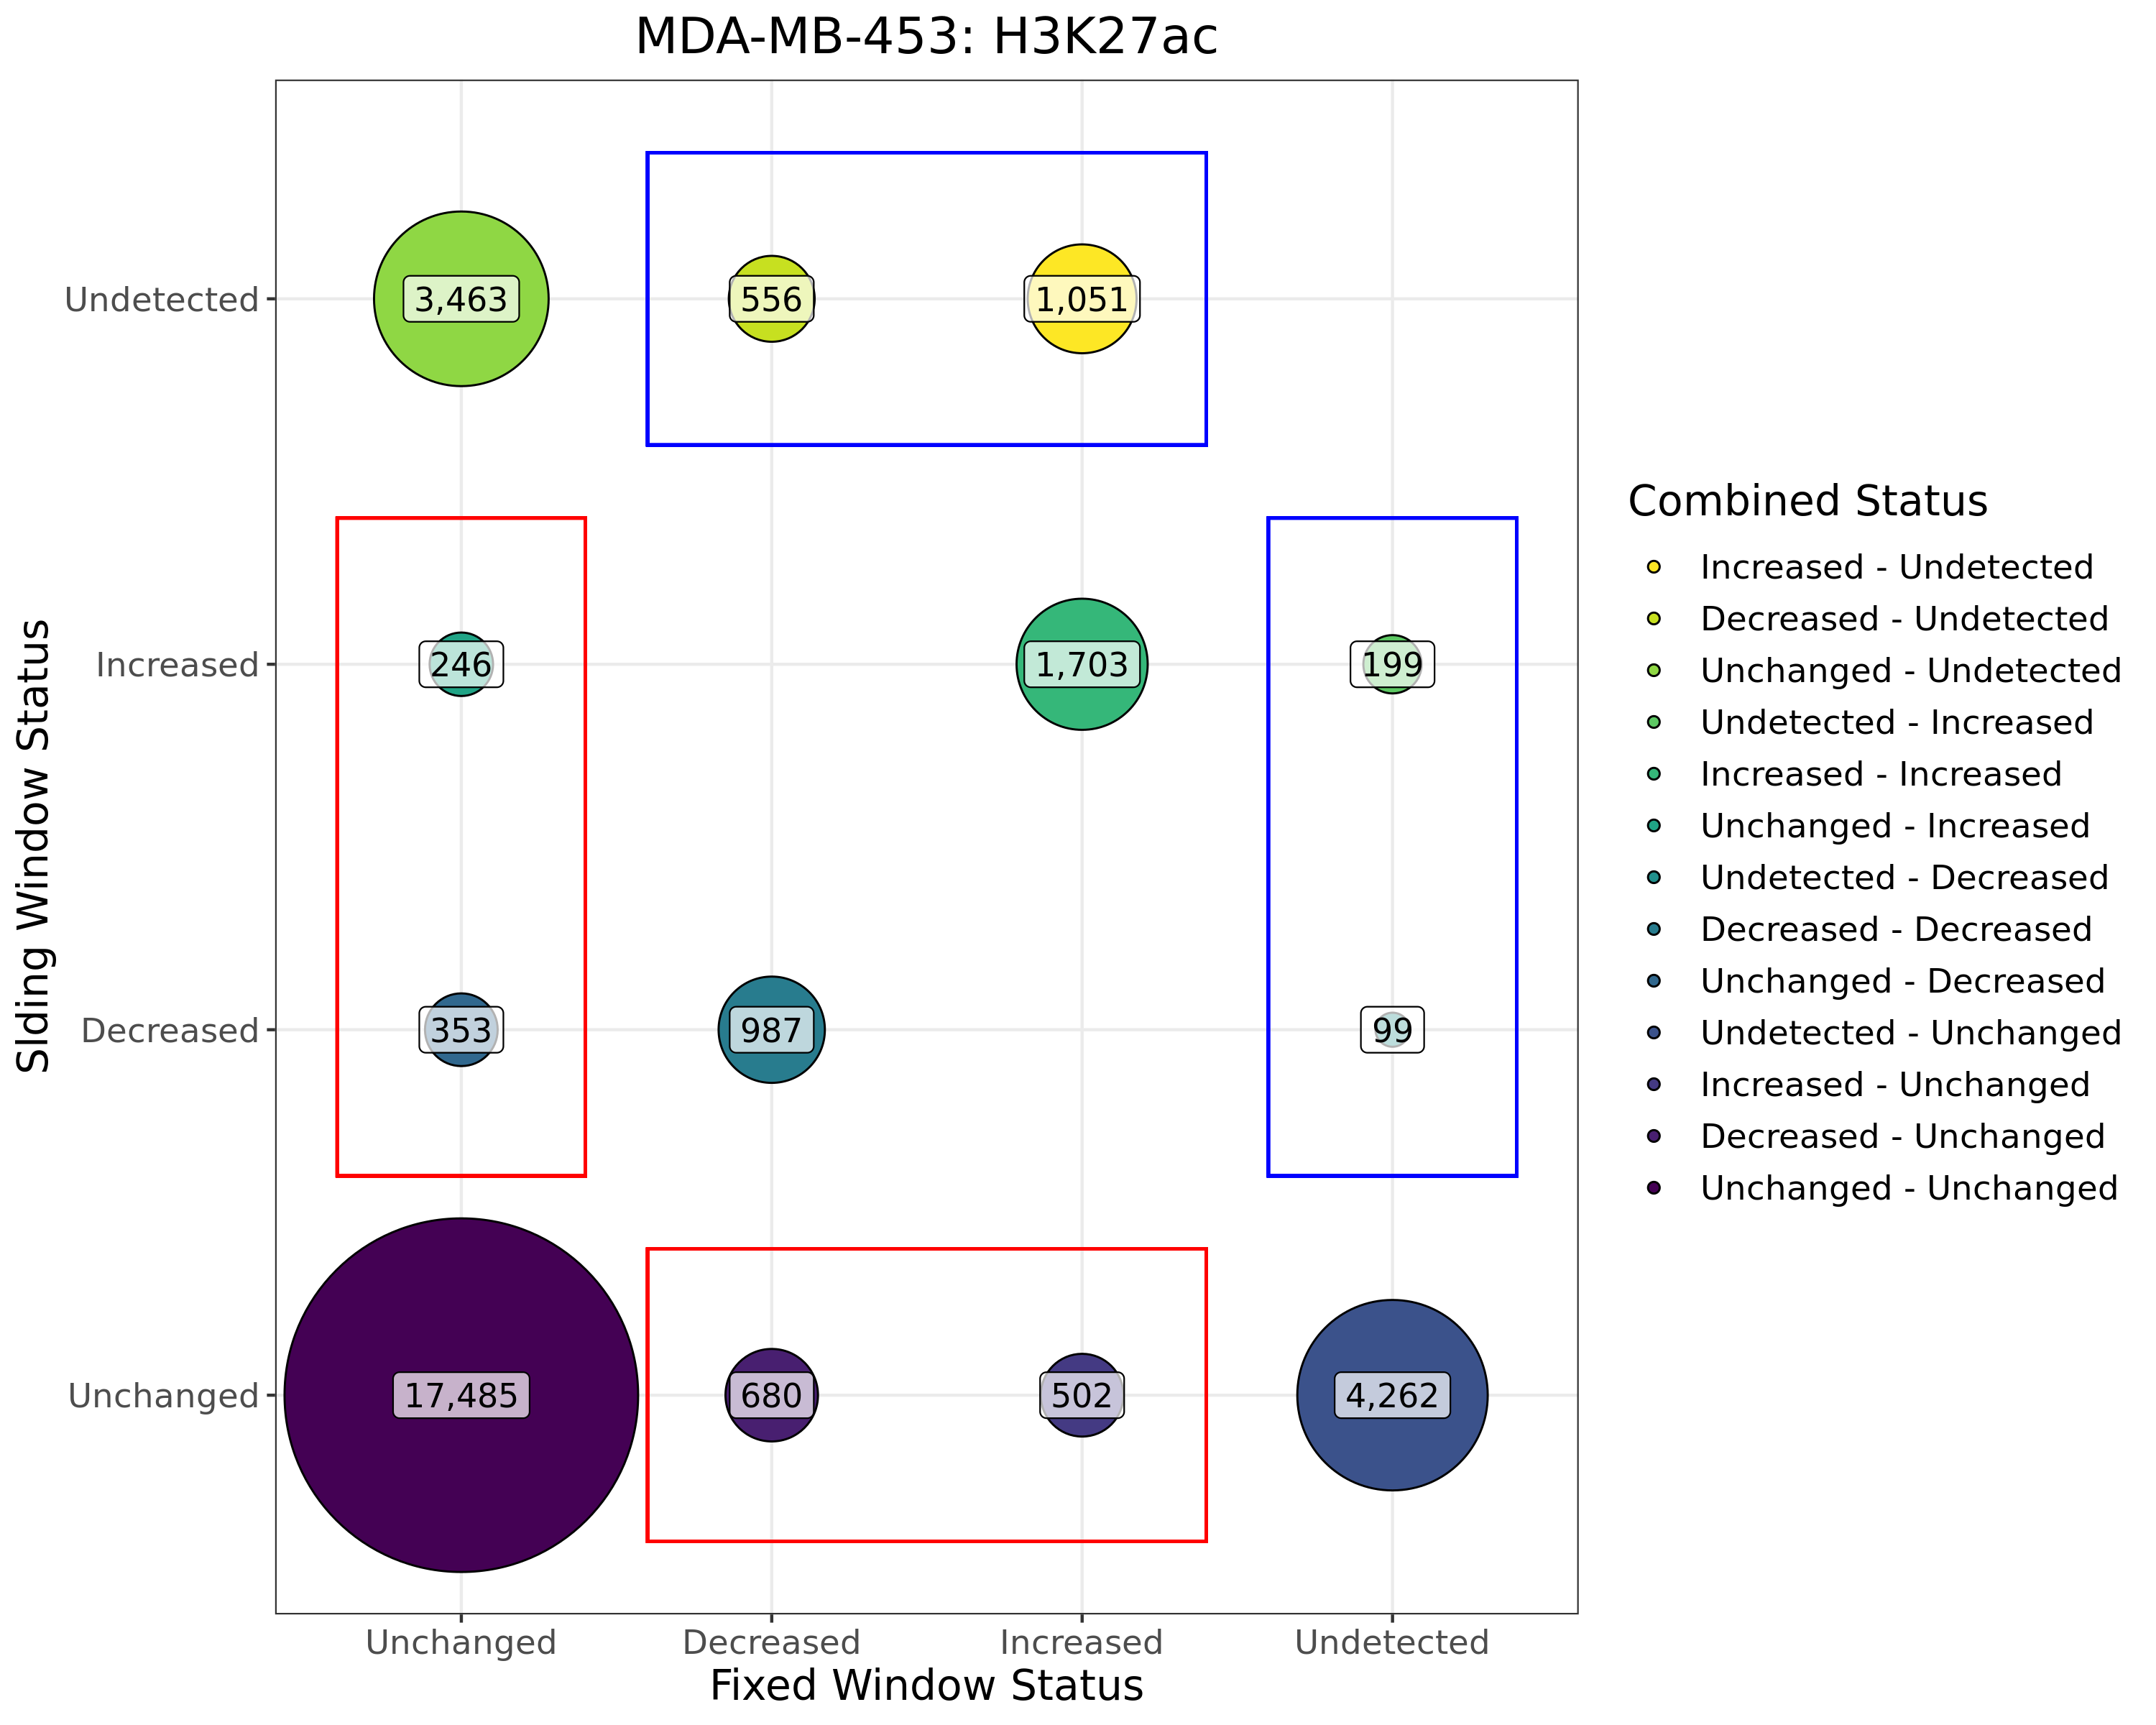 MDA-MB-453: H3K27ac
Slding Window Status
Undetected
3,463
556
1,051
Increased
246
1,703
199
Decreased
353
987
99
Unchanged
17,485
680
502
4,262
Unchanged
Decreased
Increased
Undetected
Fixed Window Status
Combined Status
Increased - Undetected
Decreased - Undetected
Unchanged - Undetected
Undetected - Increased
Increased - Increased
Unchanged - Increased
Undetected - Decreased
Decreased - Decreased
Unchanged - Decreased
Undetected - Unchanged
Increased - Unchanged
Decreased - Unchanged
Unchanged - Unchanged